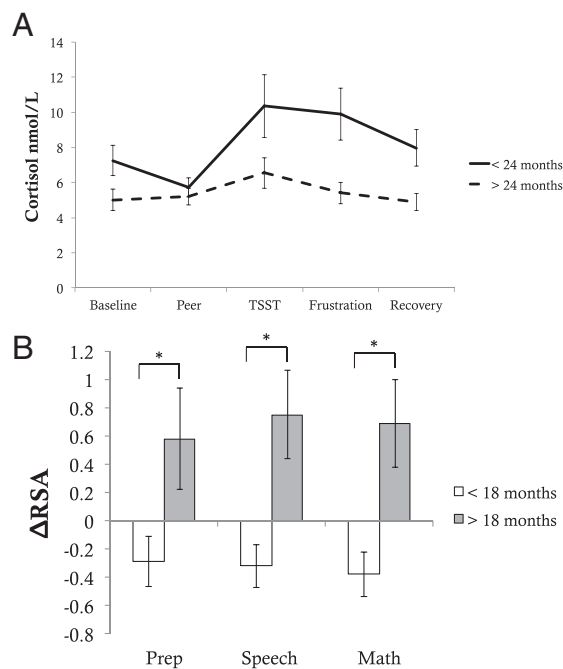 A
14
12
10
8
6
4
2
0
Cortisol nmol/L
Baseline Peer TSST Frustration Recovery
< 24 months
> 24 months
B
1.2
1
0.8
0.6
0.4
0.2
0
-0.2
-0.4
-0.6
-0.8
ΔRSA
* * *
Prep Speech Math
< 18 months
> 18 months